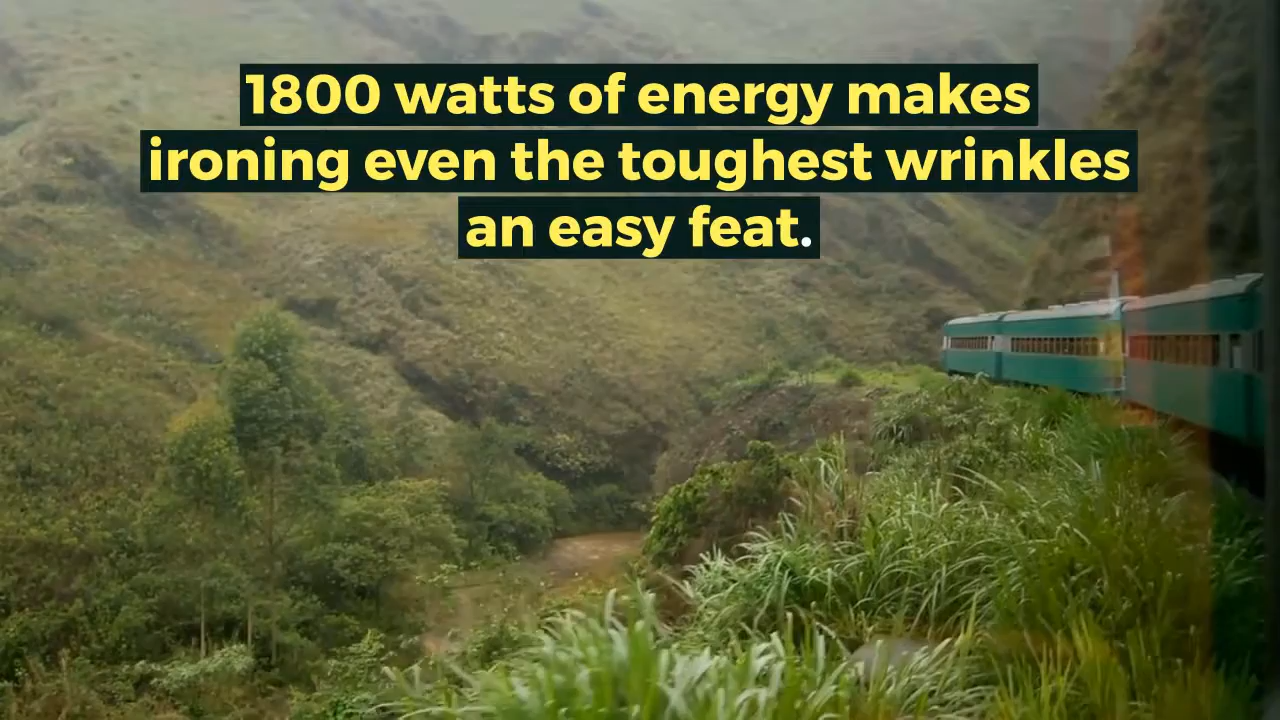 1800 watts of energy makes
ironing even the toughest wrinkles
an easy feat.